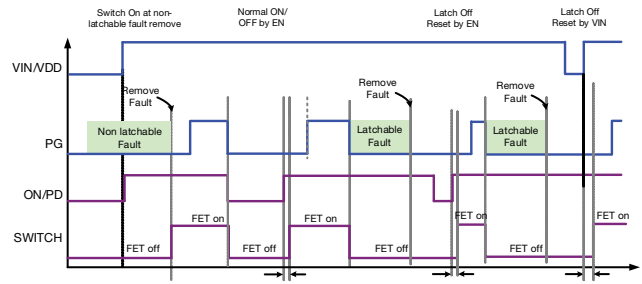 Switch On at non-
latchable fault remove
Normal ON/
OFF by EN
Latch Off
Reset by EN
Latch Off
Reset by VIN
VIN/VDD
Remove
Fault
Remove
Fault
Remove
Fault
Non latchable
Fault
Latchable
Fault
Latchable
Fault
PG
ON/PD
FET on
FET on
FET on
FET on
SWITCH
FET off
FET off
FET off
FET off